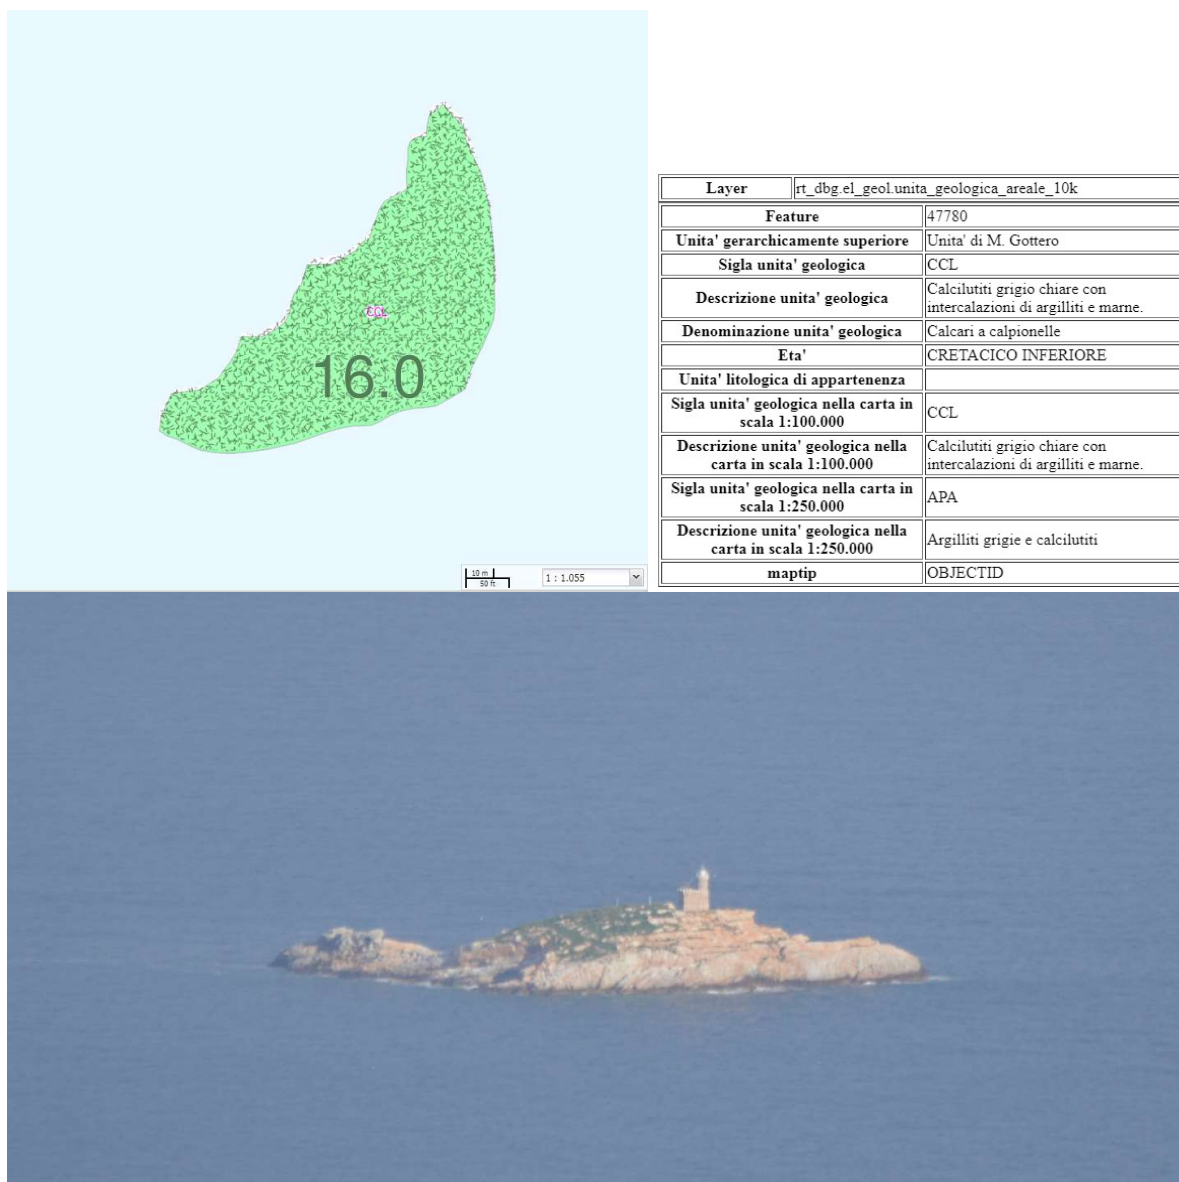 CCL
16.0
10 m
50 ft
1 : 1.055
Layer rt_dbg.el_geol.unita_geologica_areale_10k
Feature 47780
Unita' gerarchicamente superiore Unita' di M. Gottero
Sigla unita' geologica CCL
Descrizione unita' geologica Calcilutiti grigio chiare con
intercalazioni di argilliti e marne.
Denominazione unita' geologica Calcari a calpionelle
Eta' CRETACICO INFERIORE
Unita' litologica di appartenenza
Sigla unita' geologica nella carta in
scala 1:100.000 CCL
Descrizione unita' geologica nella
carta in scala 1:100.000
Calcilutiti grigio chiare con
intercalazioni di argilliti e marne.
Sigla unita' geologica nella carta in
scala 1:250.000 APA
Descrizione unita' geologica nella
carta in scala 1:250.000
Argilliti grigie e calcilutiti
maptip OBJECTID